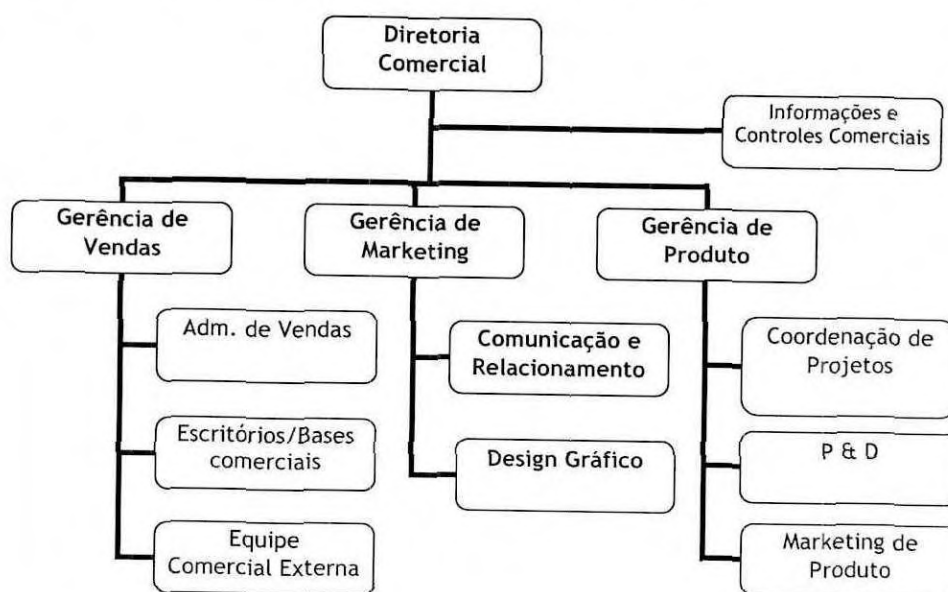 Diretoria
Comercial
Informações e
Controles Comerciais
Gerência de
Vendas
Gerência de
Marketing
Gerência de
Produto
Adm. de Vendas
Comunicação e
Relacionamento
Coordenação de
Projetos
Escritórios/Bases
comerciais
Design Gráfico
P & D
Equipe
Comercial Externa
Marketing de
Produto